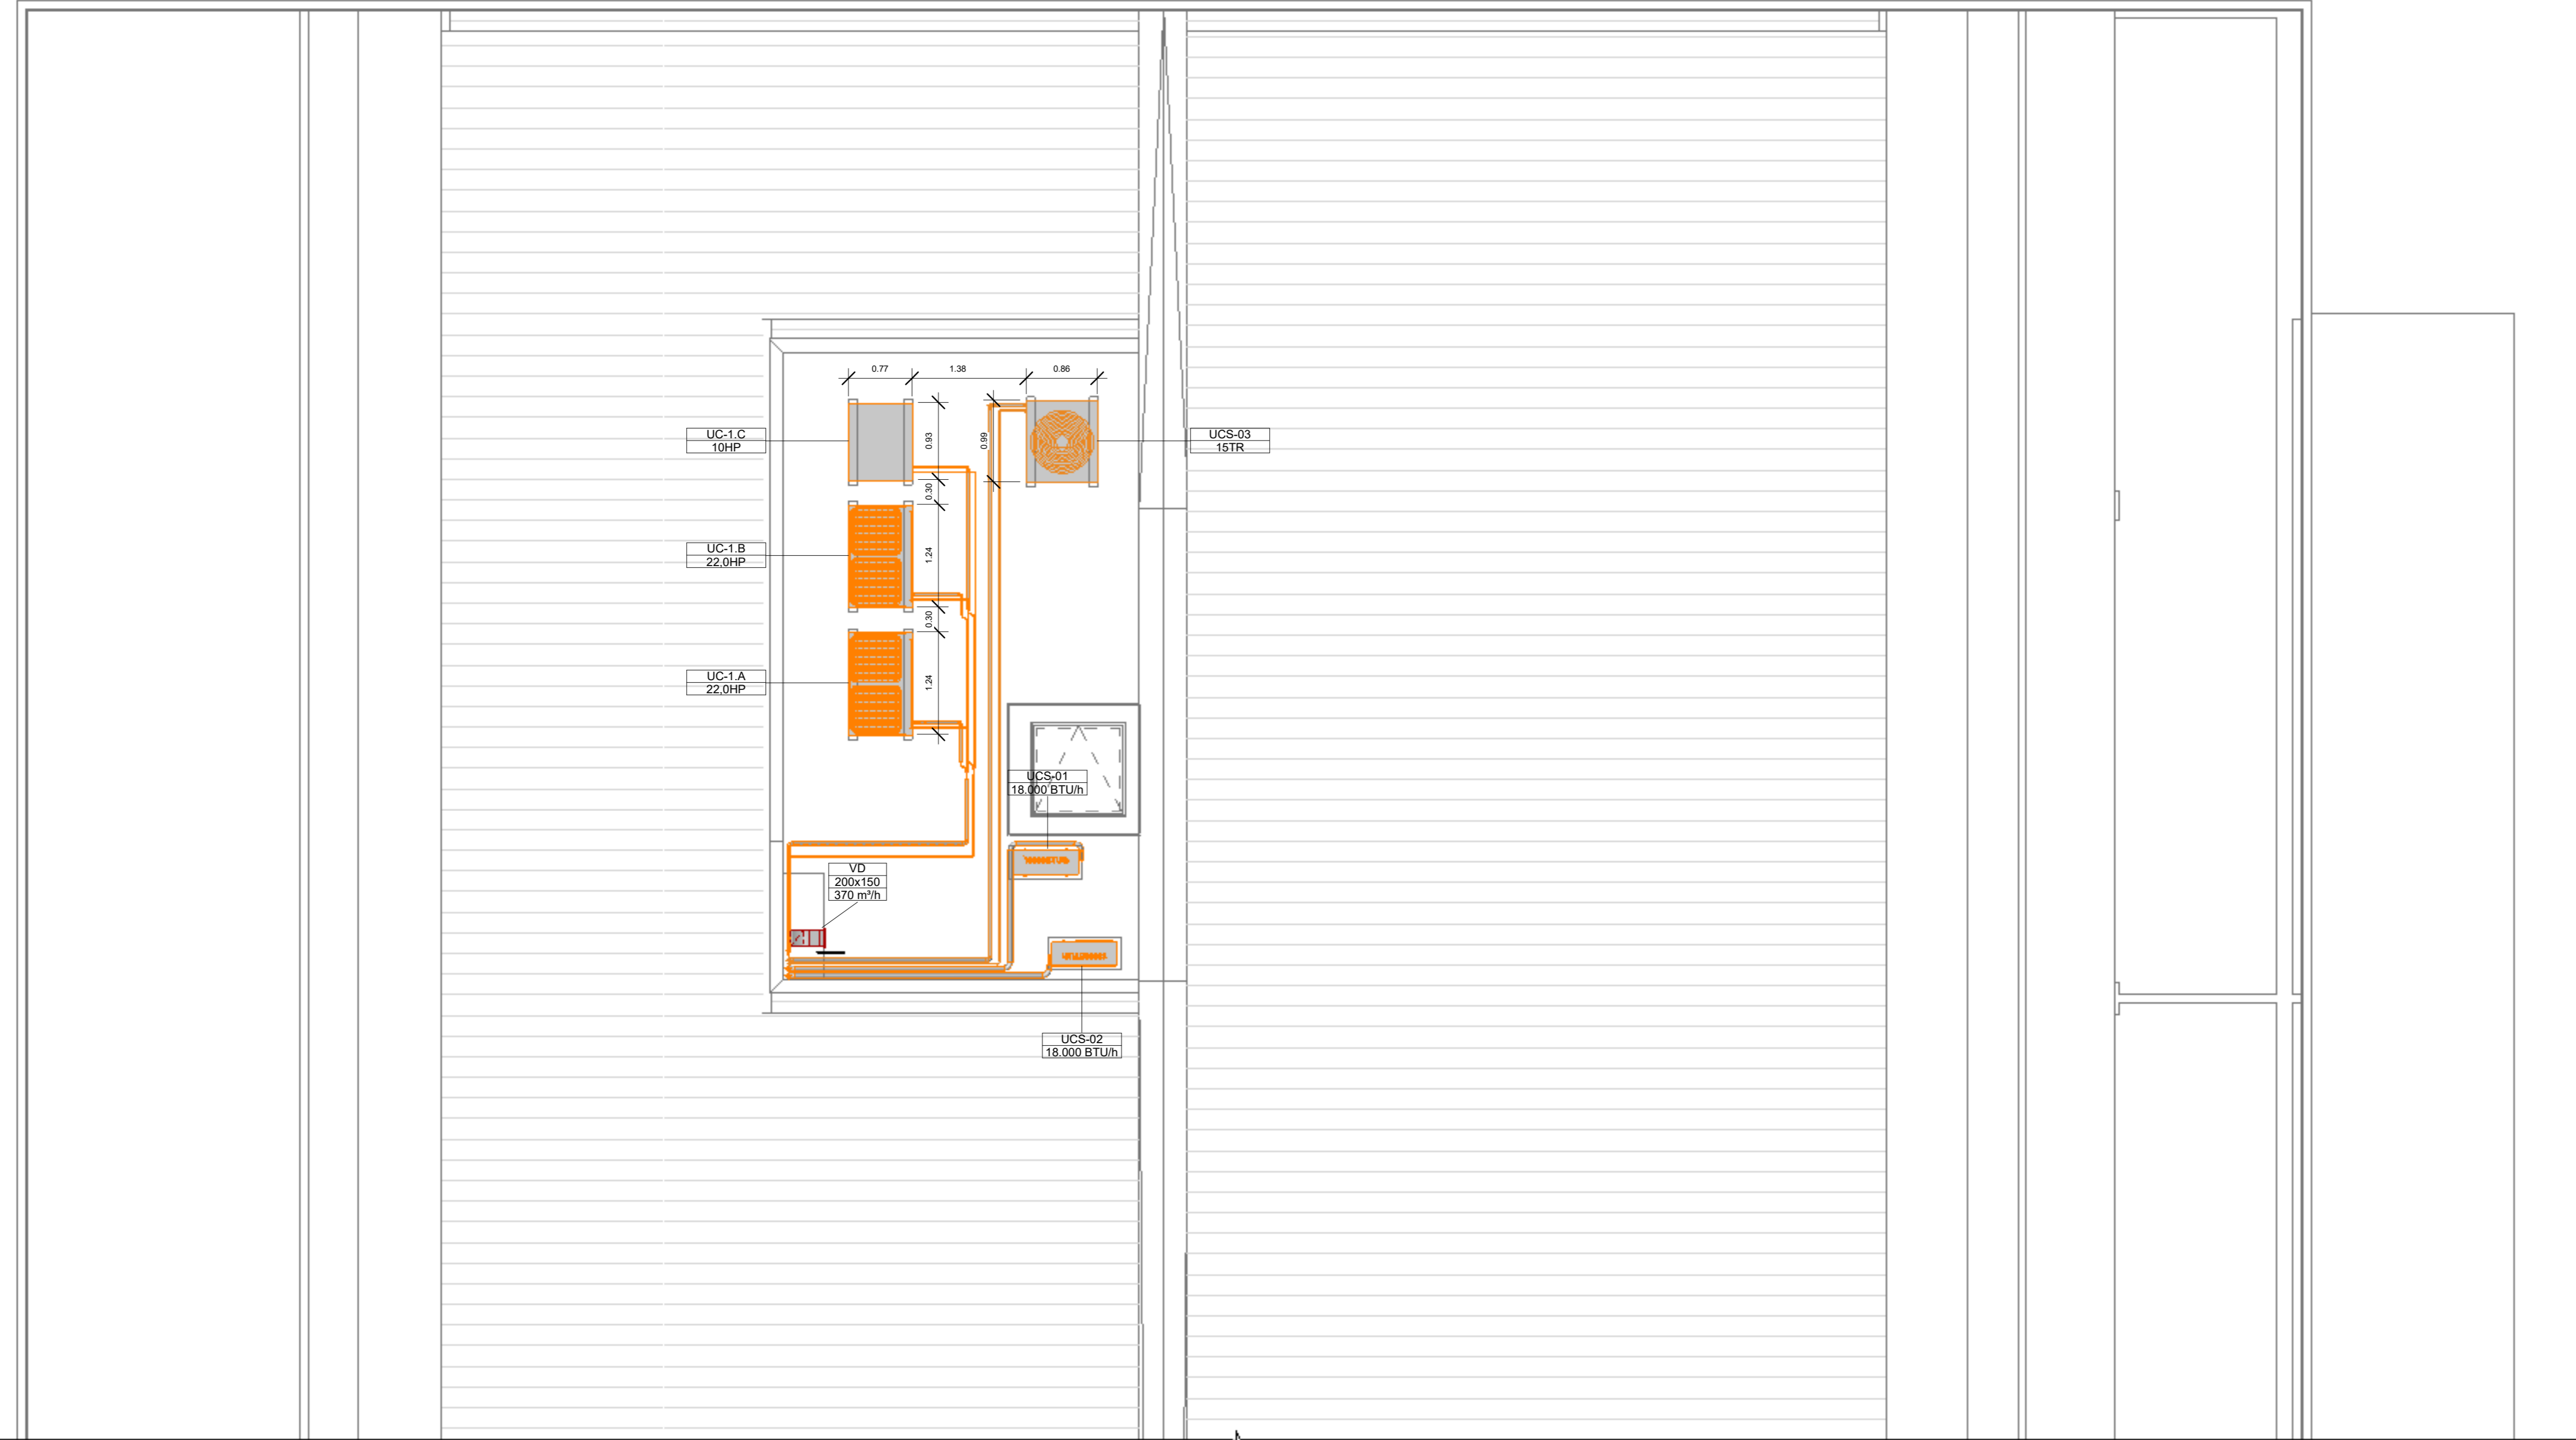 0.77
1.38
0.86
UC-1.C
10HP
0.93
0.99
UCS-03
15TR
0.30
UC-1.B
22,0HP
1.24
0.30
UC-1.A
22,0HP
1.24
UCS-01
18.000 BTU/h
VD
200x150
370 m³/h
UCS-02
18.000 BTU/h